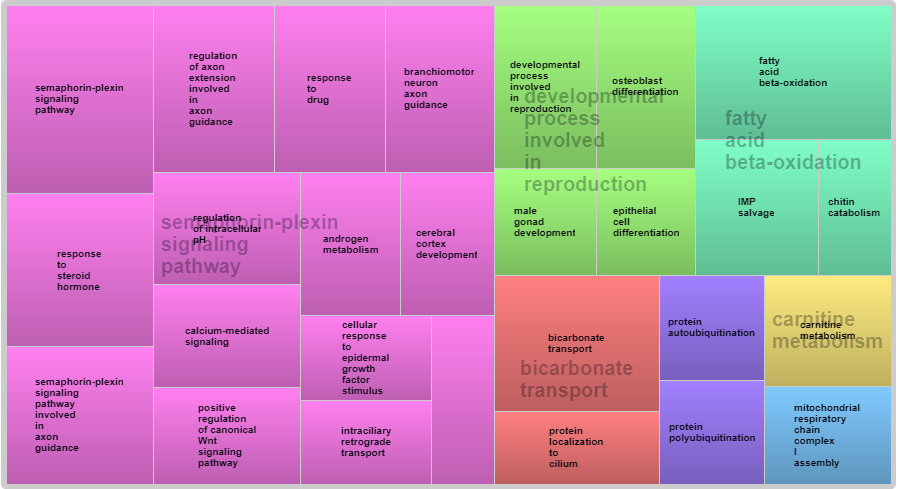 semaphorin-plexin
signaling
pathway
regulation
of axon
extension
involved
in
axon
guidance
response
to
drug
branchiomotor
neuron
axon
guidance
developmental
process
involved
in
reproduction
osteoblast
differentiation
developmental
process
involved
in
reproduction
fatty
acid
beta-oxidation
fatty
acid
beta-oxidation
response
to
steroid
hormone
regulation
of intracellular
pH
semaphorin-plexin
signaling
pathway
androgen
metabolism
cerebral
cortex
development
male
gonad
development
epithelial
cell
differentiation
IMP
salvage
chitin
catabolism
calcium-mediated
signaling
cellular
response
to
epidermal
growth
factor
stimulus
bicarbonate
transport
bicarbonate
transport
protein
autoubiquitination
carnitine
metabolism
carnitine
metabolism
semaphorin-plexin
signaling
pathway
involved
in
axon
guidance
positive
regulation
of canonical
Wnt
signaling
pathway
intraciliary
retrograde
transport
protein
localization
to
cilium
protein
polyubiquitination
mitochondrial
respiratory
chain
complex
I
assembly